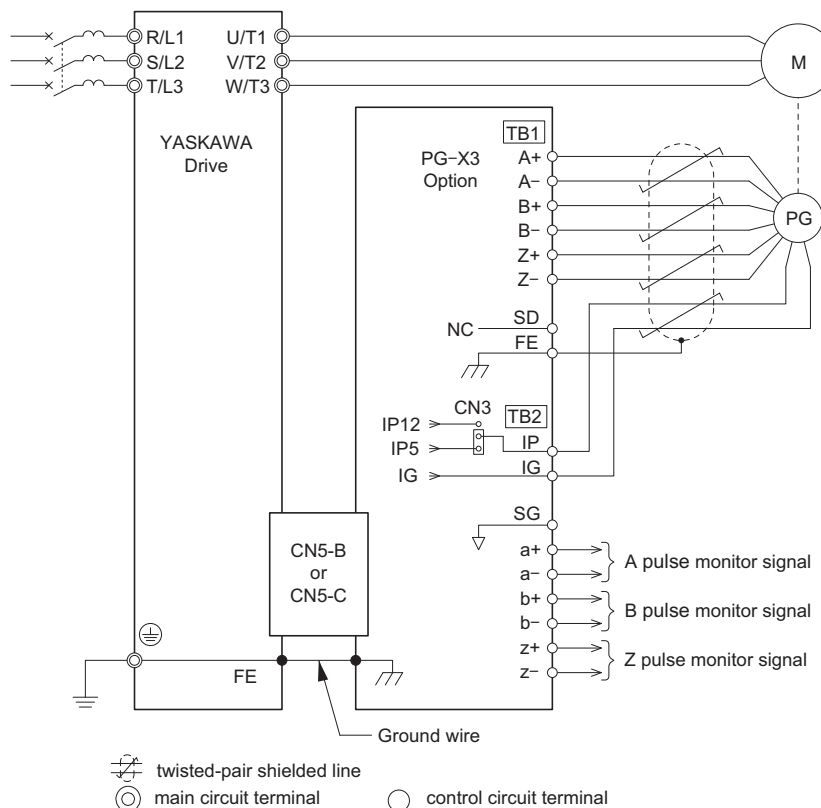 R/L1 U/T1
S/L2 V/T2
T/L3 W/T3
M
YASKAWA
Drive
PG−X3
Option
TB1
A+
A−
B+
B−
Z+
Z−
PG
NC SD
FE
CN3 TB2
IP12
IP5 IP
IG IG
SG
CN5-B
or
CN5-C
a+
a−
A pulse monitor signal
b+
b−
B pulse monitor signal
z+
z−
Z pulse monitor signal
FE
Ground wire
twisted-pair shielded line
main circuit terminal control circuit terminal